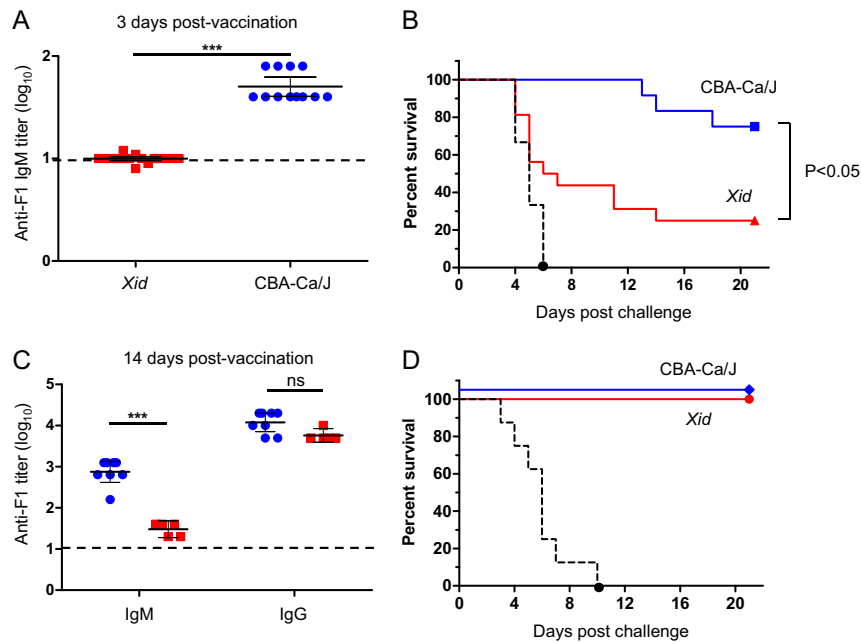 A
3 days post-vaccination
Anti-F1 IgM titer (log10)
2
1
0
***
Xid
CBA-Ca/J
B
Percent survival
100
80
60
40
20
0
0 4 8 12 16 20
Days post challenge
CBA-Ca/J
Xid
P<0.05
C
14 days post-vaccination
Anti-F1 titer (log10)
5
4
3
2
1
0
***
ns
IgM
IgG
D
Percent survival
100
80
60
40
20
0
0 4 8 12 16 20
Days post challenge
CBA-Ca/J
Xid